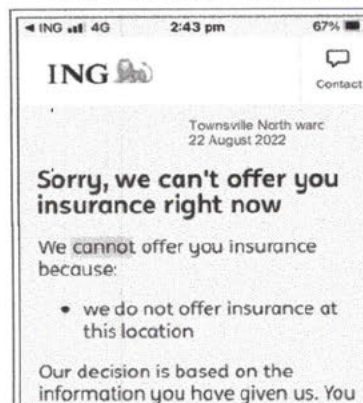 ING 4G 2:43 pm 67%
ING
Contact
Townsville North warc
22 August 2022
Sorry, we can't offer you
insurance right now
We cannot offer you insurance
because:
• we do not offer insurance at
this location
Our decision is based on the
information you have given us. You